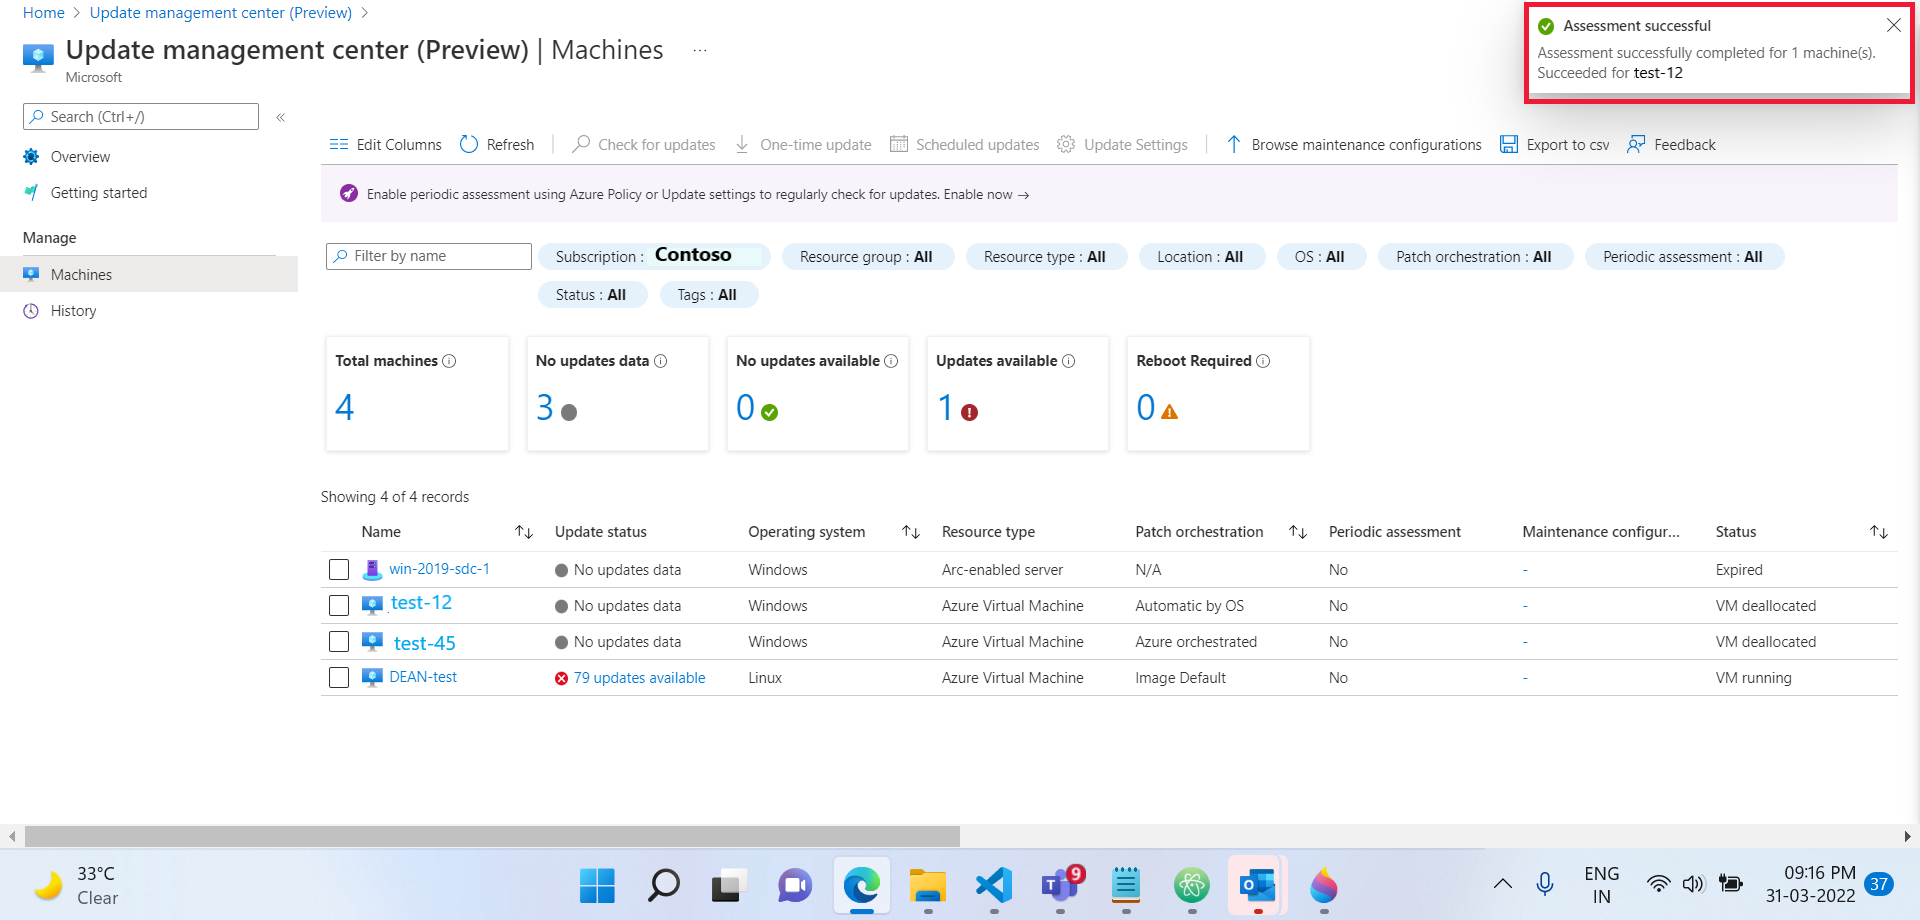 Home > Update management center (Preview) >
Update management center (Preview) | Machines ...
Microsoft
Assessment successful
Assessment successfully completed for 1 machine(s).
Succeeded for test-12
Search (Ctrl+/)
«
Overview
Getting started
Manage
Machines
History
Edit Columns Refresh Check for updates One-time update Scheduled updates Update Settings Browse maintenance configurations Export to csv Feedback
Enable periodic assessment using Azure Policy or Update settings to regularly check for updates. Enable now →
Filter by name Subscription : Contoso Resource group : All Resource type : All Location : All OS : All Patch orchestration : All Periodic assessment : All
Status : All Tags : All
Total machines No updates data No updates available Updates available Reboot Required
4 3 0 1 0
Showing 4 of 4 records
Name Update status Operating system Resource type Patch orchestration Periodic assessment Maintenance configur... Status
win-2019-sdc-1 No updates data Windows Arc-enabled server N/A No - Expired
test-12 No updates data Windows Azure Virtual Machine Automatic by OS No - VM deallocated
test-45 No updates data Windows Azure Virtual Machine Azure orchestrated No - VM deallocated
DEAN-test 79 updates available Linux Azure Virtual Machine Image Default No - VM running
33°C
Clear
9
ENG
IN
09:16 PM
31-03-2022
37